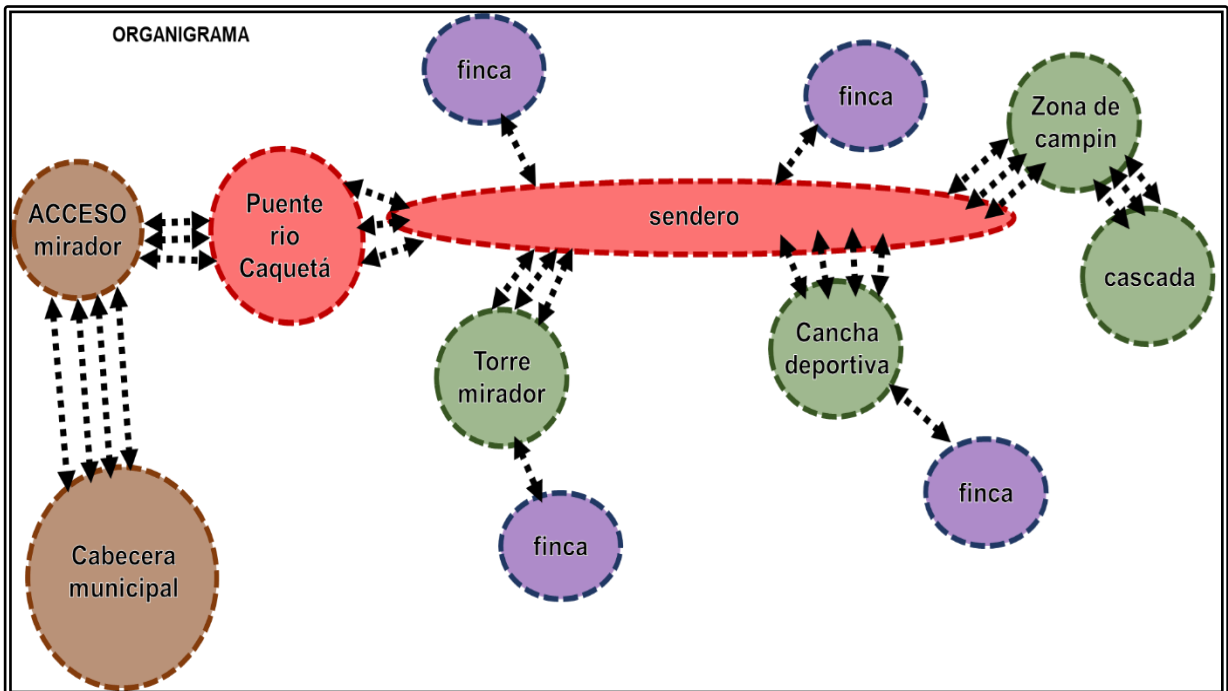 ORGANIGRAMA
finca
finca
Zona de
campin
ACCESO
mirador
Puente
rio
Caquetá
sendero
cascada
Torre
mirador
Cancha
deportiva
finca
finca
Cabecera
municipal